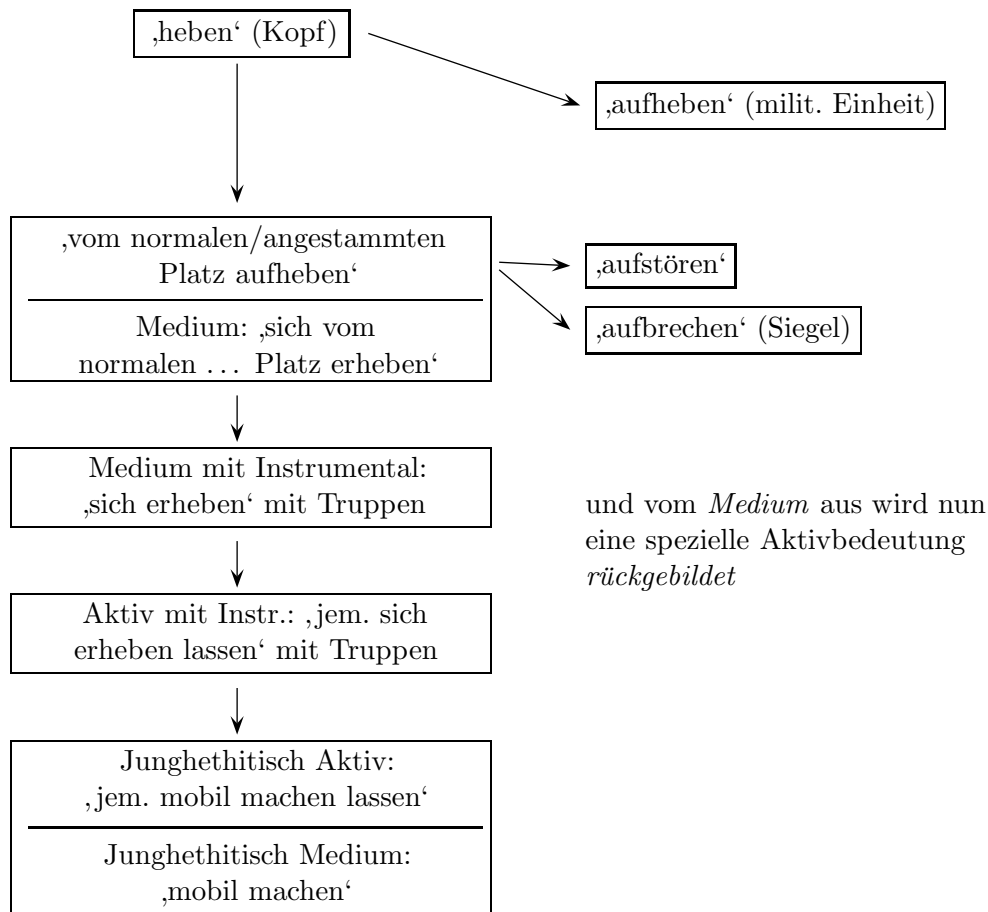 ‚heben‘ (Kopf)
‚aufheben‘ (milit. Einheit)
‚vom normalen/angestammten
Platz aufheben‘
Medium: ‚sich vom
normalen … Platz erheben‘
‚aufstören‘
‚aufbrechen‘ (Siegel)
Medium mit Instrumental:
‚sich erheben‘ mit Truppen
und vom Medium aus wird nun
eine spezielle Aktivbedeutung
rückgebildet
Aktiv mit Instr.: ‚jem. sich
erheben lassen‘ mit Truppen
Junghethitisch Aktiv:
‚jem. mobil machen lassen‘
Junghethitisch Medium:
‚mobil machen‘